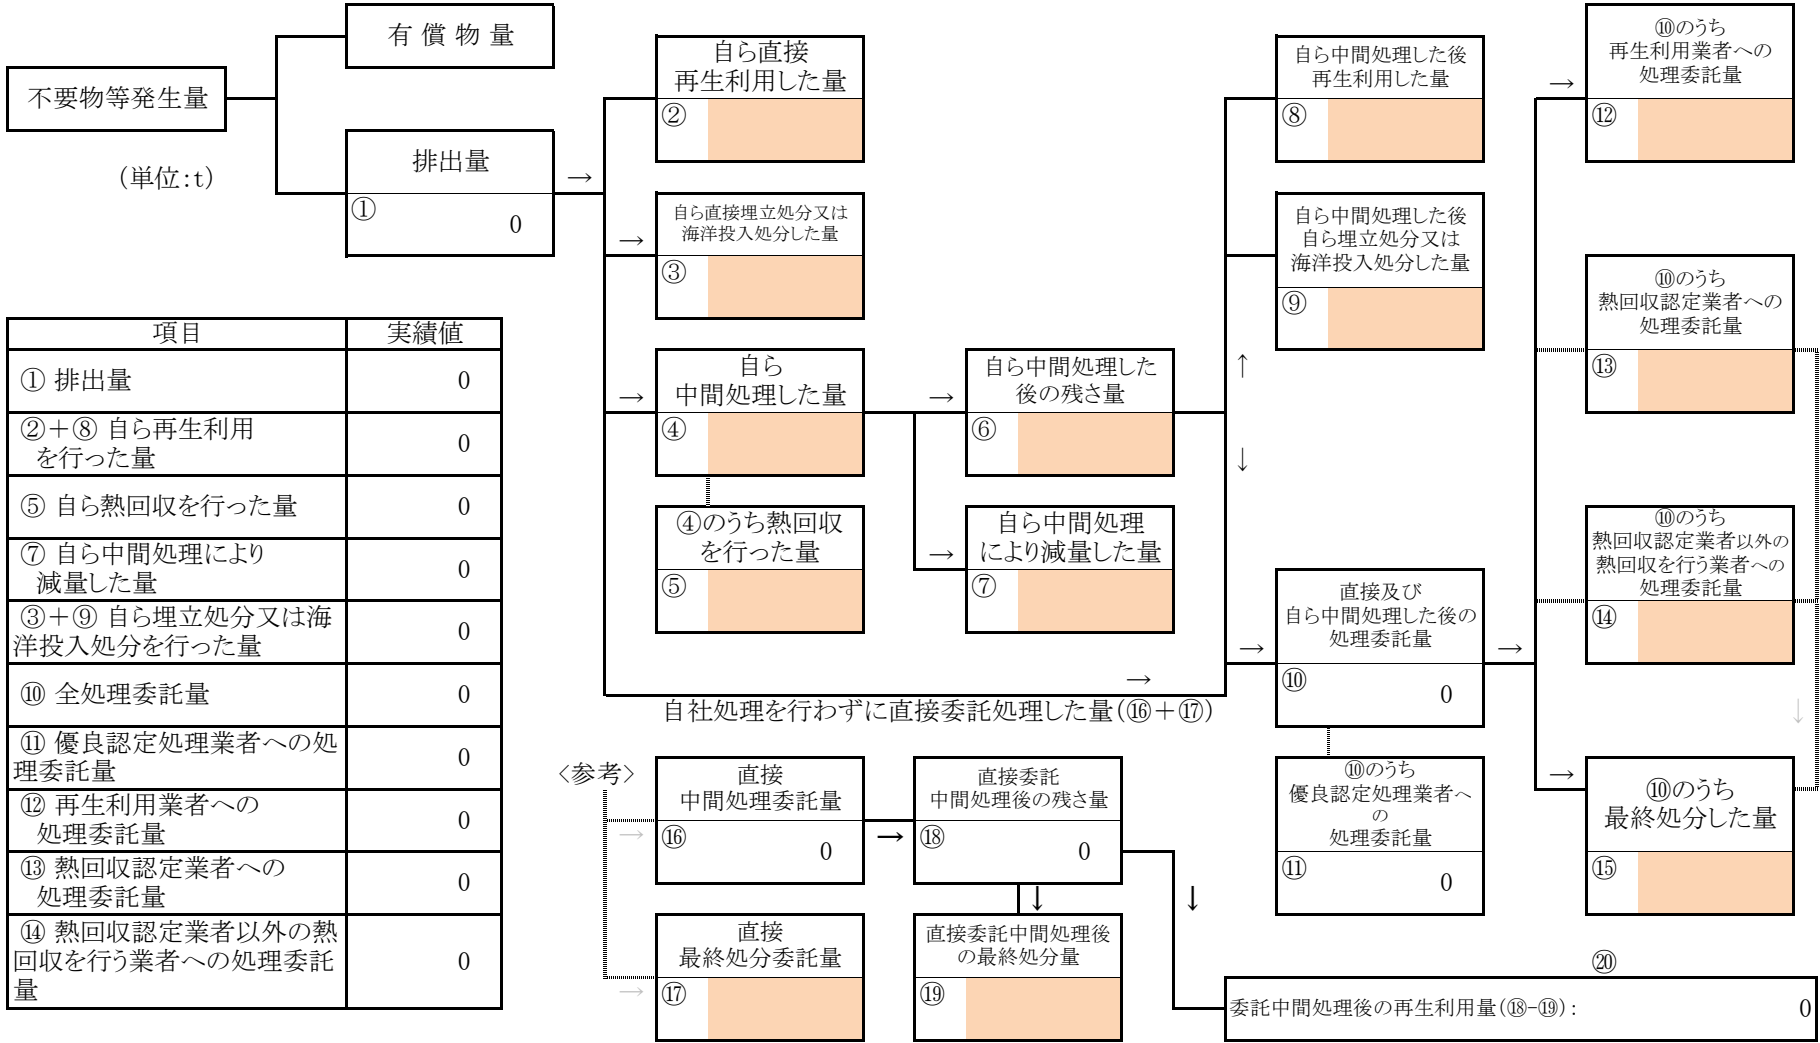 有 償 物 量
不要物等発生量
(単位:t)
排出量
①
0
→
自ら直接
再生利用した量
②
自ら直接埋立処分又は
海洋投入処分した量
→
③
自ら
中間処理した量
→
④
④のうち熱回収
を行った量
⑤
自ら中間処理した
後の残さ量
→
⑥
自ら中間処理
により減量した量
→
⑦
自ら中間処理した後
再生利用した量
⑧
自ら中間処理した後
自ら埋立処分又は
海洋投入処分した量
⑨
↑
↓
直接及び
自ら中間処理した後の
処理委託量
→
⑩
0
→
⑩のうち
優良認定処理業者へ
の
処理委託量
⑪
0
⑩のうち
再生利用業者への
処理委託量
→
⑫
⑩のうち
熱回収認定業者への
処理委託量
⑬
⑩のうち
熱回収認定業者以外の
熱回収を行う業者への
処理委託量
⑭
↓
⑩のうち
最終処分した量
→
⑮
→
自社処理を行わずに直接委託処理した量(⑯+⑰)
<参考>
直接
中間処理委託量
→
⑯
0
→
直接委託
中間処理後の残さ量
⑱
0
↓
↓
直接
最終処分委託量
→
⑰
直接委託中間処理後
の最終処分量
⑲
⑳
委託中間処理後の再生利用量(⑱-⑲):
0
項目 実績値
① 排出量 0
②+⑧ 自ら再生利用
を行った量
0
⑤ 自ら熱回収を行った量 0
⑦ 自ら中間処理により
減量した量
0
③+⑨ 自ら埋立処分又は海
洋投入処分を行った量
0
⑩ 全処理委託量 0
⑪ 優良認定処理業者への処
理委託量
0
⑫ 再生利用業者への
処理委託量
0
⑬ 熱回収認定業者への
処理委託量
0
⑭ 熱回収認定業者以外の熱
回収を行う業者への処理委託
量
0